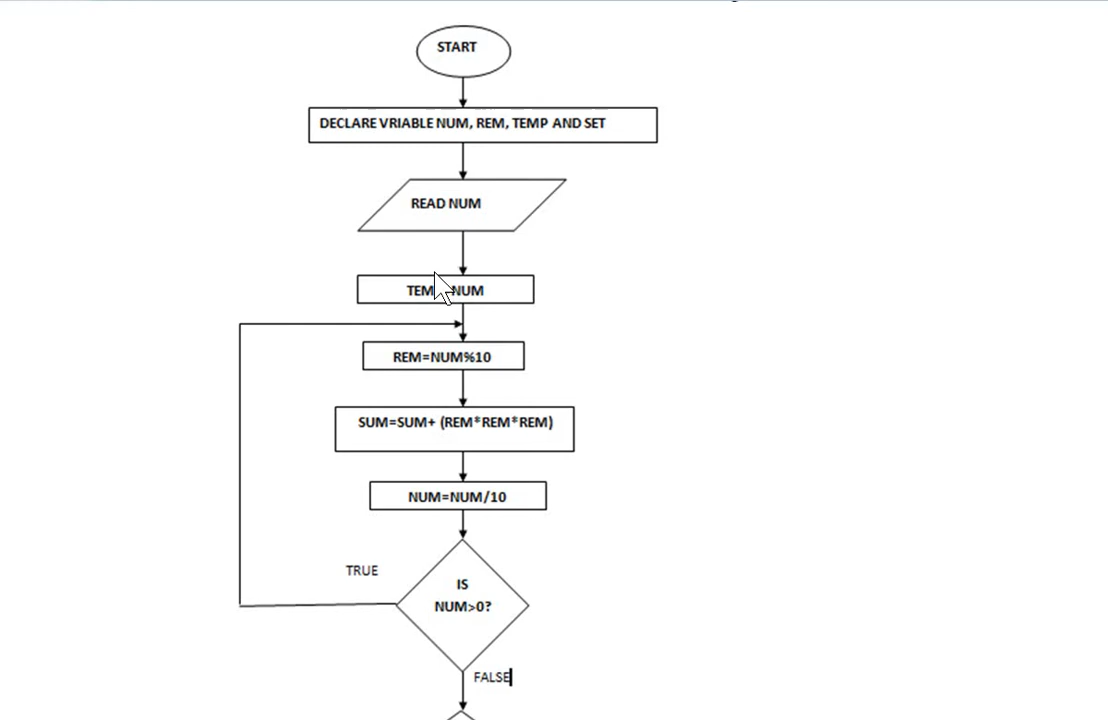 START
DECLARE VRIABLE NUM, REM, TEMP AND SET
READ NUM
NUM
REM=NUM%10
SUM=SUM+ (REM*REM*REM)
NUM=NUM/10
TRUE
IS
NUM>0?
FALSE